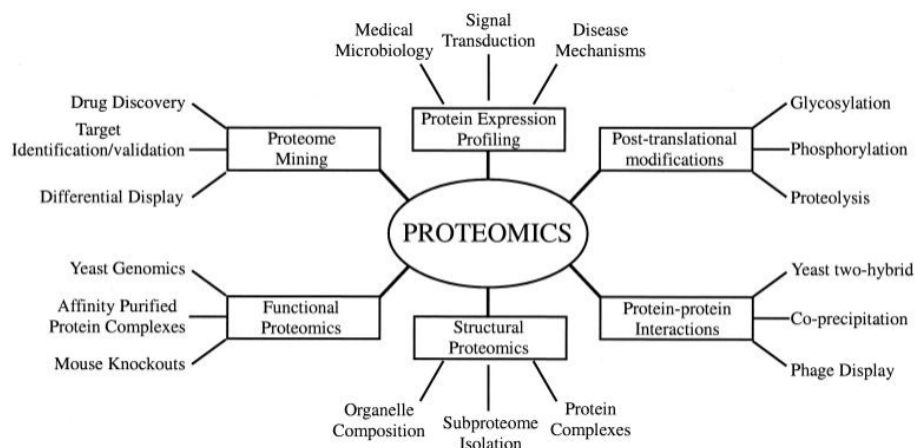 Medical
Microbiology
Signal
Transduction
Disease
Mechanisms
Protein Expression
Profiling
Drug Discovery
Target
Identification/validation
Differential Display
Proteome
Mining
Post-translational
modifications
Glycosylation
Phosphorylation
Proteolysis
PROTEOMICS
Yeast Genomics
Affinity Purified
Protein Complexes
Mouse Knockouts
Functional
Proteomics
Structural
Proteomics
Protein-protein
Interactions
Yeast two-hybrid
Co-precipitation
Phage Display
Organelle
Composition
Subproteome
Isolation
Protein
Complexes